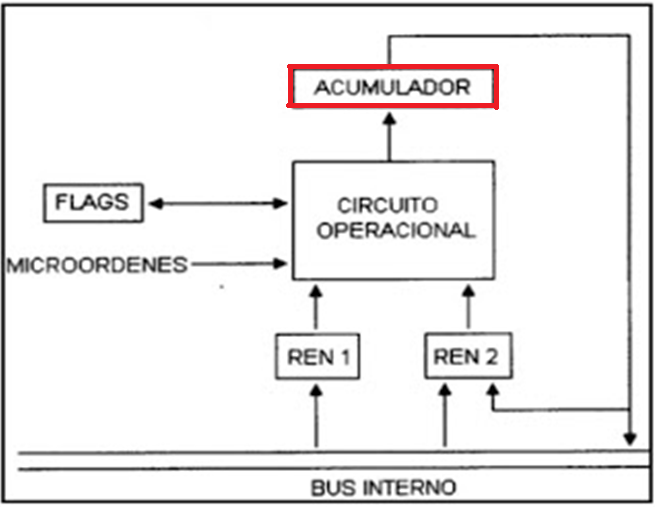 ACUMULADOR
FLAGS
CIRCUITO
OPERACIONAL
MICROORDENES
REN 1
REN 2
BUS INTERNO